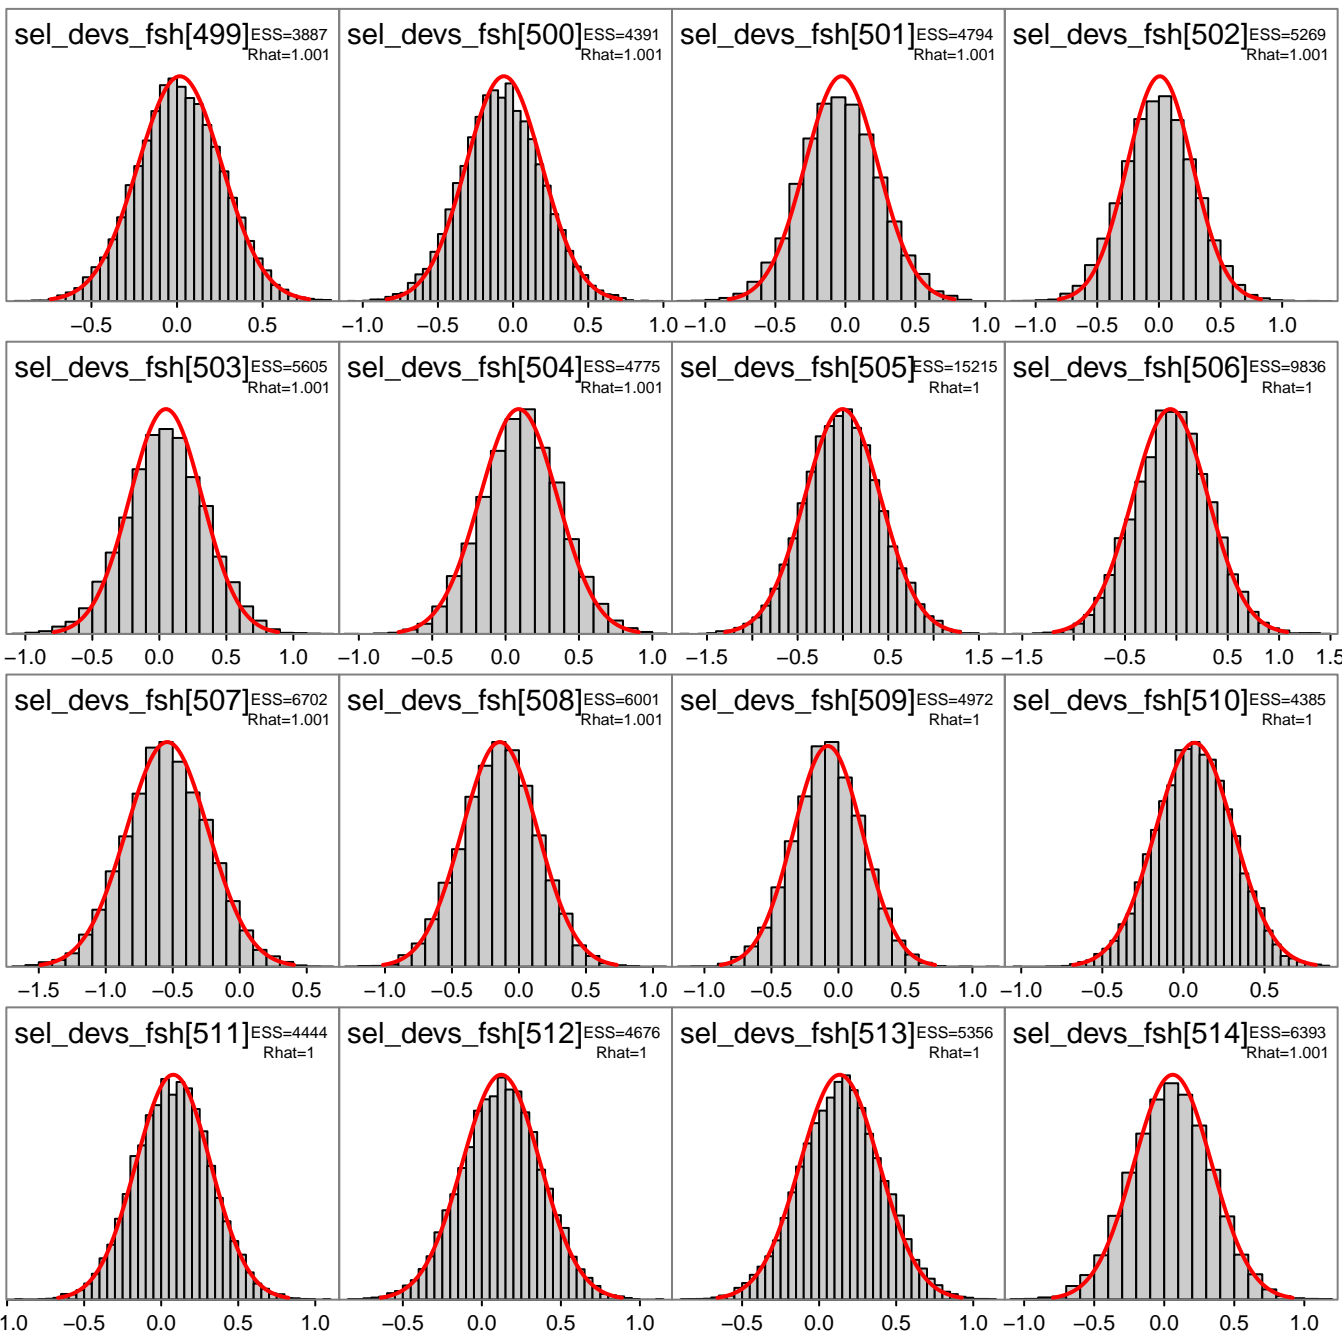 sel_devs_fsh[499] ESS=3887
Rhat=1.001
sel_devs_fsh[500] ESS=4391
Rhat=1.001
sel_devs_fsh[501] ESS=4794
Rhat=1.001
sel_devs_fsh[502] ESS=5269
Rhat=1.001
−0.5 0.0 0.5
−1.0 −0.5 0.0 0.5 1.0
−1.0 −0.5 0.0 0.5 1.0
−1.0 −0.5 0.0 0.5 1.0
sel_devs_fsh[503] ESS=5605
Rhat=1.001
sel_devs_fsh[504] ESS=4775
Rhat=1.001
sel_devs_fsh[505] ESS=15215
Rhat=1
sel_devs_fsh[506] ESS=9836
Rhat=1
−1.0 −0.5 0.0 0.5 1.0
−1.0 −0.5 0.0 0.5 1.0
−1.5 −0.5 0.5 1.5
−1.5 −0.5 0.5 1.0 1.5
sel_devs_fsh[507] ESS=6702
Rhat=1.001
sel_devs_fsh[508] ESS=6001
Rhat=1.001
sel_devs_fsh[509] ESS=4972
Rhat=1
sel_devs_fsh[510] ESS=4385
Rhat=1
−1.5 −1.0 −0.5 0.0 0.5
−1.0 −0.5 0.0 0.5 1.0
−1.0 −0.5 0.0 0.5 1.0
−1.0 −0.5 0.0 0.5
sel_devs_fsh[511] ESS=4444
Rhat=1
sel_devs_fsh[512] ESS=4676
Rhat=1
sel_devs_fsh[513] ESS=5356
Rhat=1
sel_devs_fsh[514] ESS=6393
Rhat=1.001
1.0 −0.5 0.0 0.5 1.0
−0.5 0.0 0.5 1.0
−0.5 0.0 0.5 1.0
−1.0 −0.5 0.0 0.5 1.0